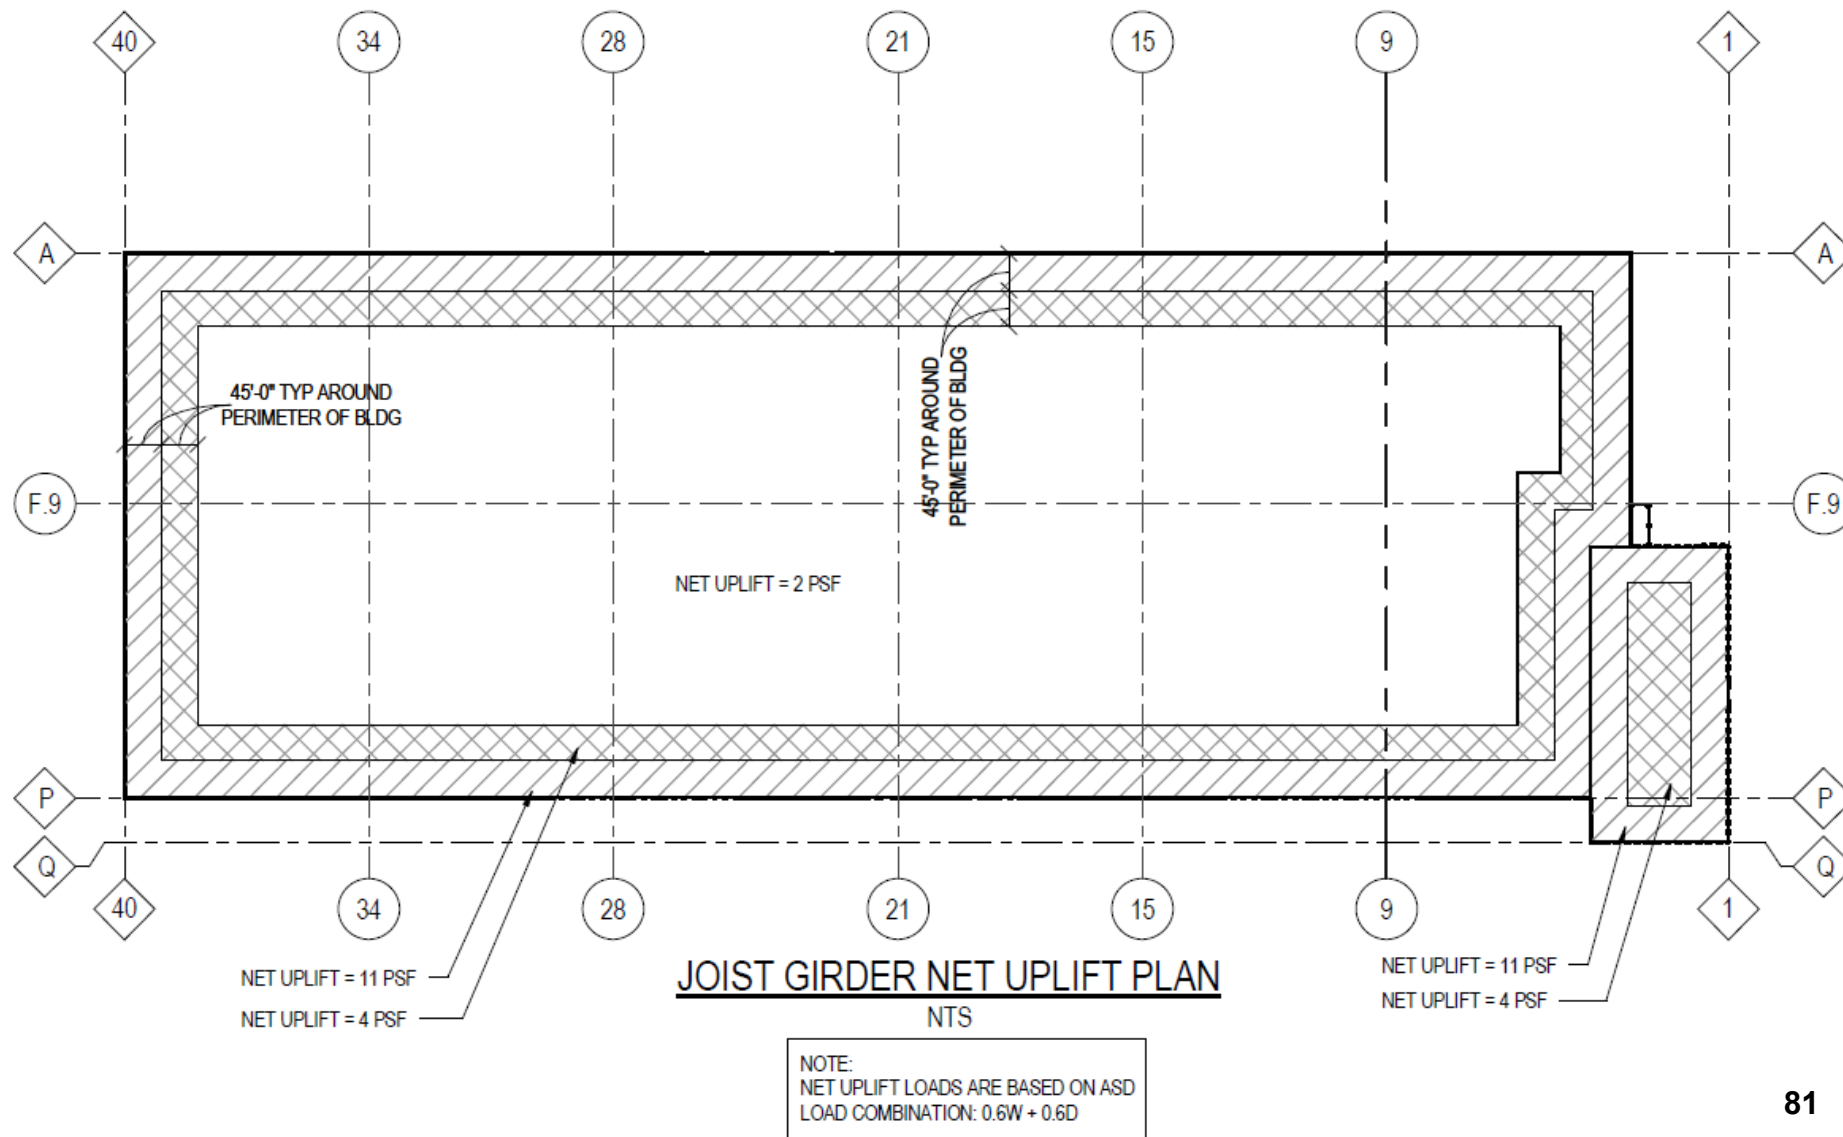 40
34
28
21
15
9
1
A
A
45'-0" TYP AROUND
PERIMETER OF BLDG
45'-0" TYP AROUND
PERIMETER OF BLDG
F.9
F.9
NET UPLIFT = 2 PSF
P
P
Q
Q
40
34
28
21
15
9
1
NET UPLIFT = 11 PSF
NET UPLIFT = 4 PSF
JOIST GIRDER NET UPLIFT PLAN
NTS
NET UPLIFT = 11 PSF
NET UPLIFT = 4 PSF
NOTE:
NET UPLIFT LOADS ARE BASED ON ASD
LOAD COMBINATION: 0.6W + 0.6D
81